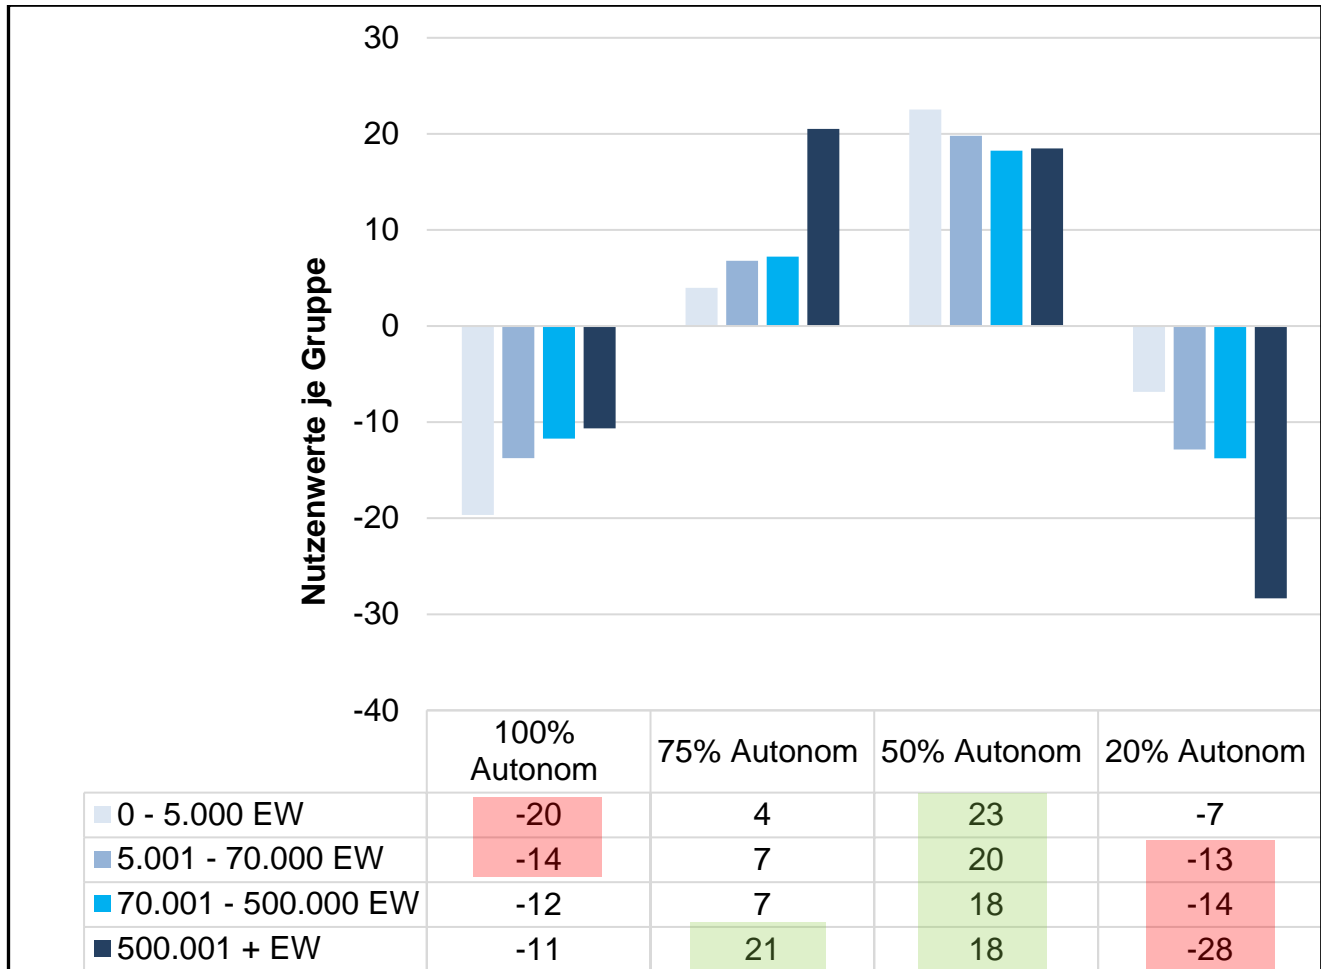 30
20
10
0
-10
-20
-30
-40
Nutzenwerte je Gruppe
100% Autonom 75% Autonom 50% Autonom 20% Autonom
0 - 5.000 EW -20 4 23 -7
5.001 - 70.000 EW -14 7 20 -13
70.001 - 500.000 EW -12 7 18 -14
500.001 + EW -11 21 18 -28